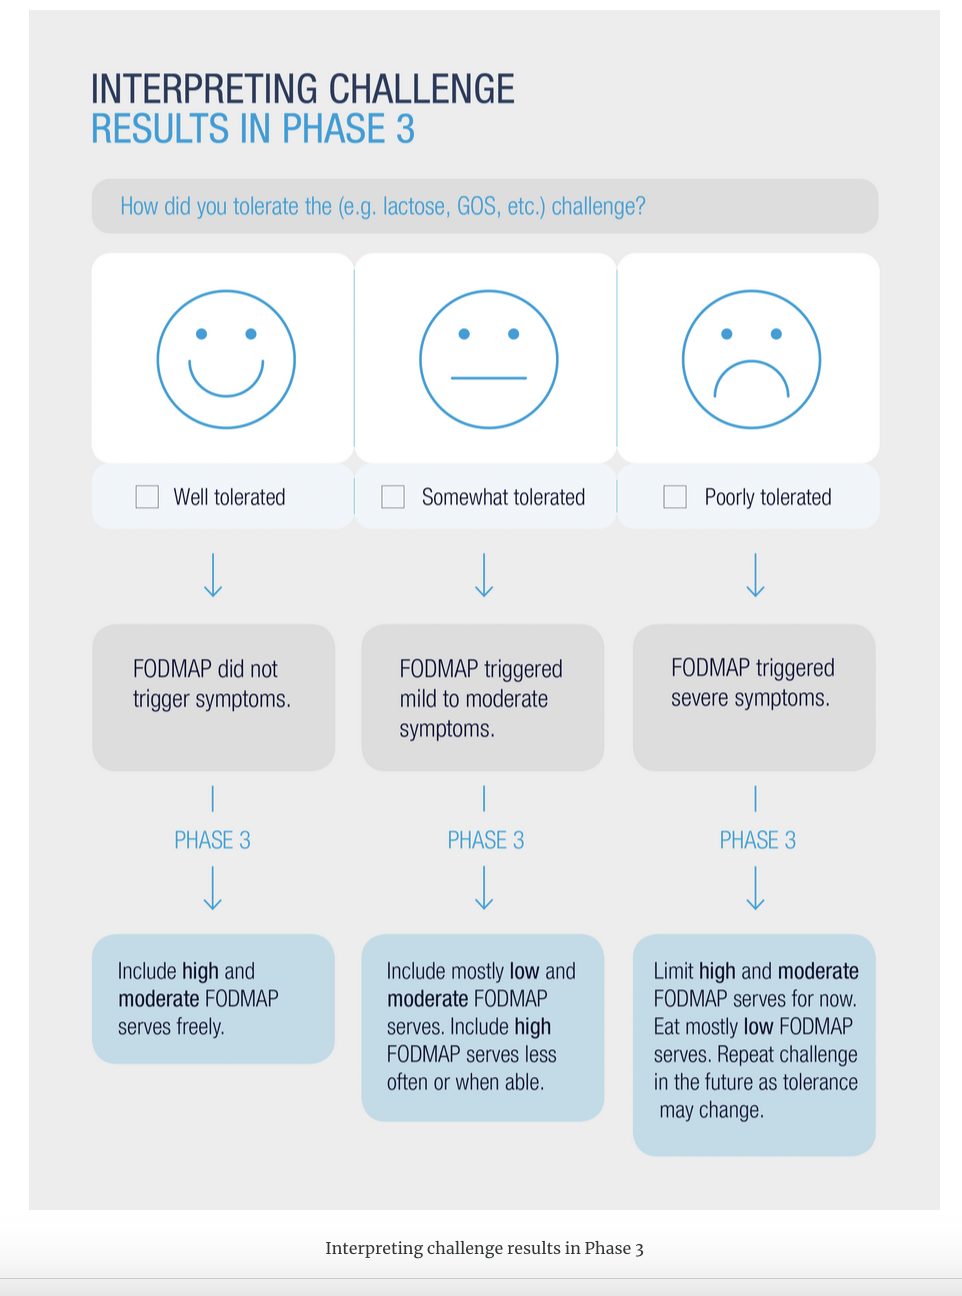 INTERPRETING CHALLENGE
RESULTS IN PHASE 3
How did you tolerate the (e.g. lactose, GOS, etc.) challenge?
Well tolerated
Somewhat tolerated
Poorly tolerated
FODMAP did not
trigger symptoms.
FODMAP triggered
mild to moderate
symptoms.
FODMAP triggered
severe symptoms.
PHASE 3
PHASE 3
PHASE 3
Include high and
moderate FODMAP
serves freely.
Include mostly low and
moderate FODMAP
serves. Include high
FODMAP serves less
often or when able.
Limit high and moderate
FODMAP serves for now.
Eat mostly low FODMAP
serves. Repeat challenge
in the future as tolerance
may change.
Interpreting challenge results in Phase 3